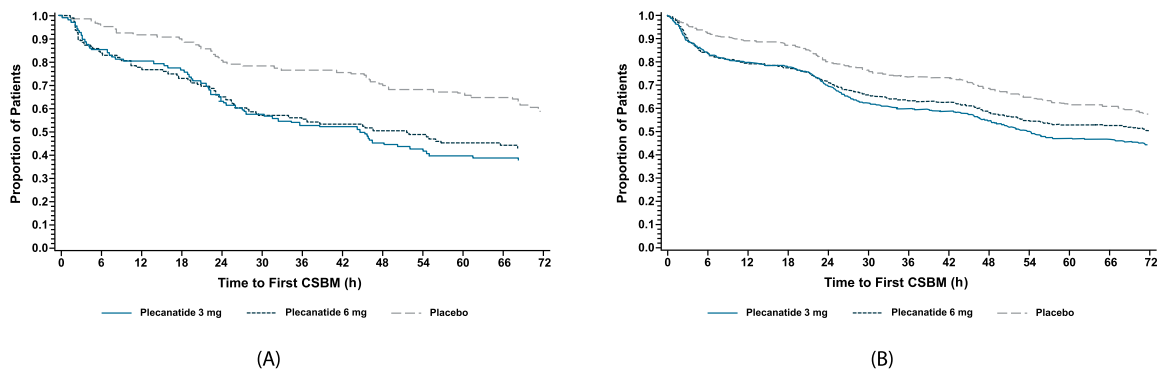 Proportion of Patients
1.0
0.9
0.8
0.7
0.6
0.5
0.4
0.3
0.2
0.1
0.0
0 6 12 18 24 30 36 42 48 54 60 66 72
Time to First CSBM (h)
Plecanatide 3 mg Plecanatide 6 mg Placebo
(A)
Proportion of Patients
1.0
0.9
0.8
0.7
0.6
0.5
0.4
0.3
0.2
0.1
0.0
0 6 12 18 24 30 36 42 48 54 60 66 72
Time to First CSBM (h)
Plecanatide 3 mg Plecanatide 6 mg Placebo
(B)